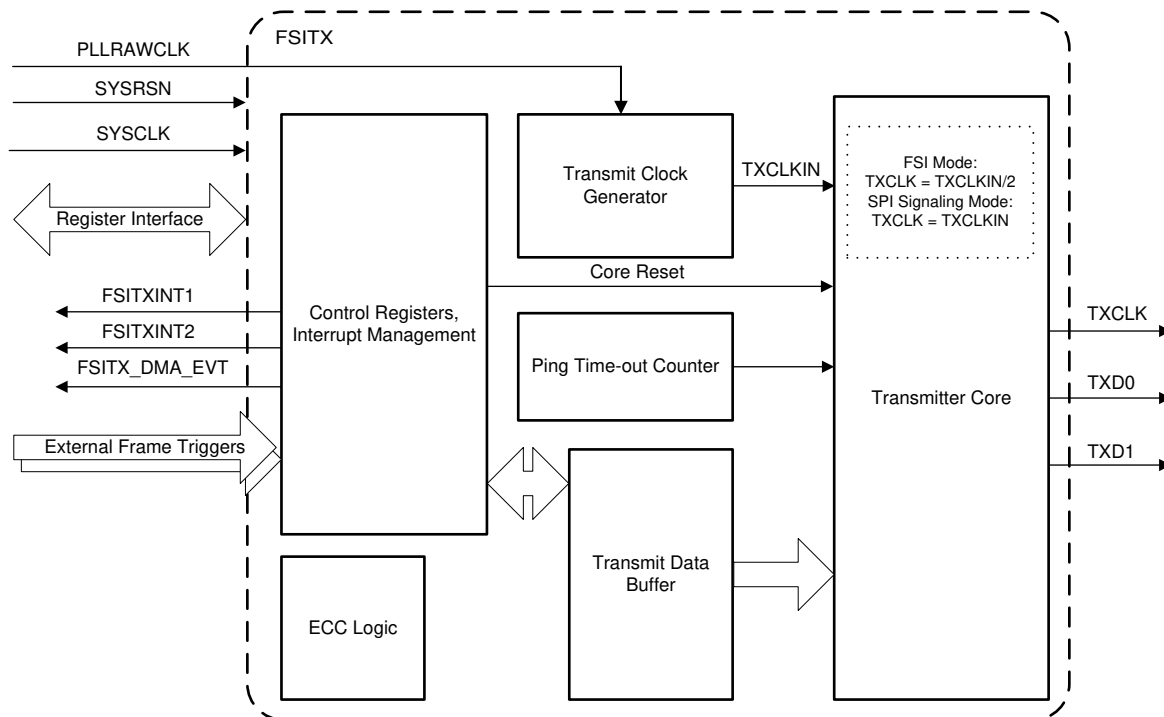 FSITX
PLLRAWCLK
SYSRSN
SYSCLK
Register Interface
FSITXINT1
FSITXINT2
FSITX_DMA_EVT
External Frame Triggers
Control Registers,
Interrupt Management
ECC Logic
Transmit Clock
Generator
TXCLKIN
Core Reset
Ping Time-out Counter
Transmit Data
Buffer
FSI Mode:
TXCLK = TXCLKIN/2
SPI Signaling Mode:
TXCLK = TXCLKIN
Transmitter Core
TXCLK
TXD0
TXD1